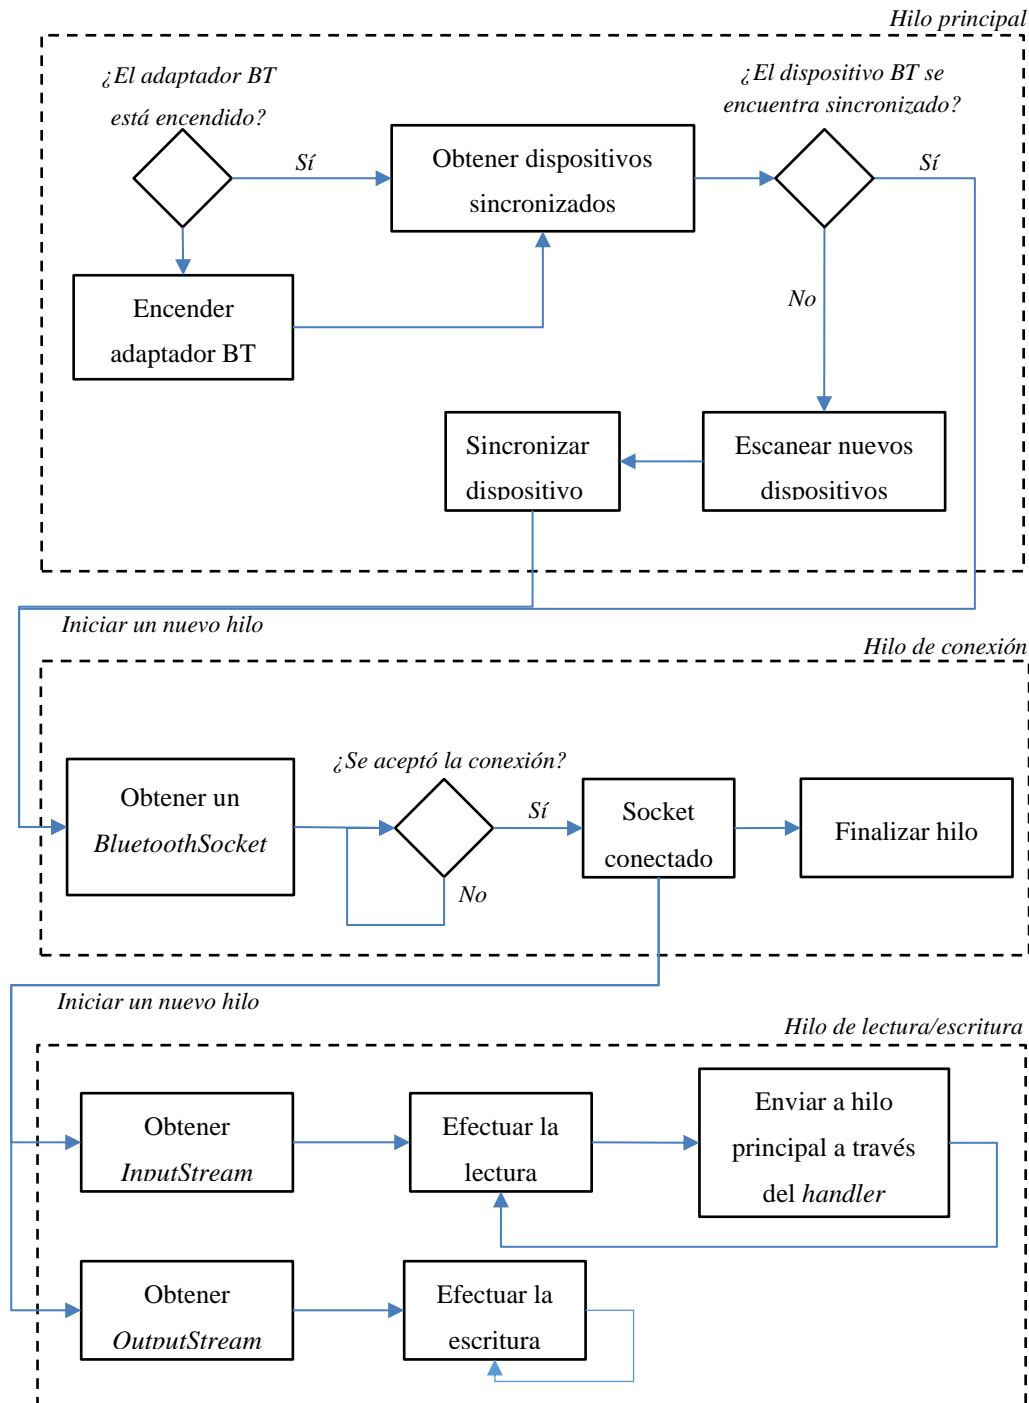 Hilo principal
¿El adaptador BT
está encendido?
¿El dispositivo BT se
encuentra sincronizado?
Sí
Obtener dispositivos
sincronizados
Sí
Encender
adaptador BT
No
Sincronizar
dispositivo
Escanear nuevos
dispositivos
Iniciar un nuevo hilo
Hilo de conexión
¿Se aceptó la conexión?
Obtener un
BluetoothSocket
Sí
No
Socket
conectado
Finalizar hilo
Iniciar un nuevo hilo
Hilo de lectura/escritura
Obtener
InputStream
Efectuar la
lectura
Enviar a hilo
principal a través
del handler
Obtener
OutputStream
Efectuar la
escritura